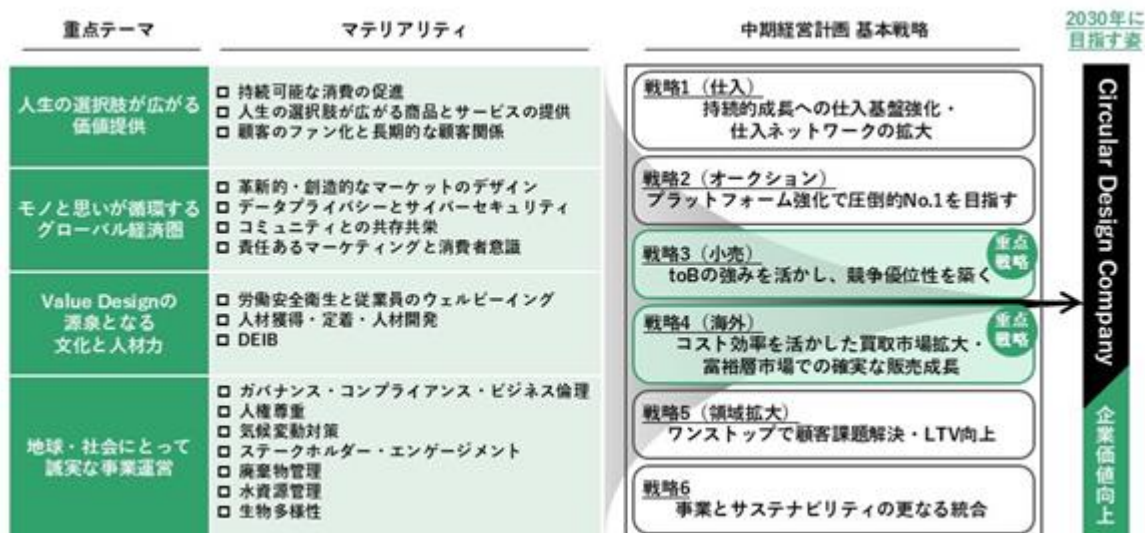 重点テーマ
マテリアリティ
中期経営計画 基本戦略
2030年に
目指す姿
人生の選択肢が広がる
価値提供
□ 持続可能な消費の促進
□ 人生の選択肢が広がる商品とサービスの提供
□ 顧客のファン化と長期的な顧客関係
モノと思いが循環する
グローバル経済圏
□ 革新的・創造的なマーケットのデザイン
□ データプライバシーとサイバーセキュリティ
□ コミュニティとの共存共栄
□ 責任あるマーケティングと消費者意識
Value Designの
源泉となる
文化と人材力
□ 労働安全衛生と従業員のウェルビーイング
□ 人材獲得・定着・人材開発
□ DEIB
地球・社会にとって
誠実な事業運営
□ ガバナンス・コンプライアンス・ビジネス倫理
□ 人権尊重
□ 気候変動対策
□ ステークホルダー・エンゲージメント
□ 廃棄物管理
□ 水資源管理
□ 生物多様性
戦略1（仕入）
持続的成長への仕入基盤強化・
仕入ネットワークの拡大
戦略2（オークション）
プラットフォーム強化で圧倒的No.1を目指す
戦略3（小売）
toBの強みを活かし、競争優位性を築く
重点
戦略
戦略4（海外）
コスト効率を活かした買取市場拡大・
富裕層市場での確実な販売成長
重点
戦略
戦略5（領域拡大）
ワンストップで顧客課題解決・LTV向上
戦略6
事業とサステナビリティの更なる統合
Circular Design Company
企業価値向上